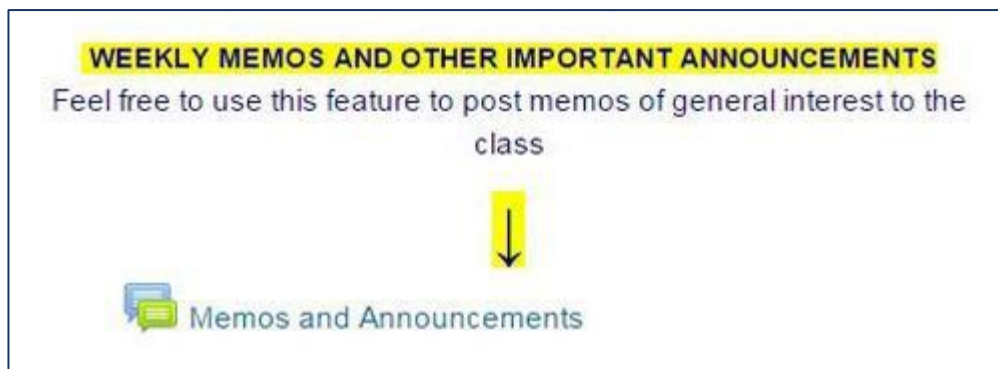 WEEKLY MEMOS AND OTHER IMPORTANT ANNOUNCEMENTS
Feel free to use this feature to post memos of general interest to the
class
↓
Memos and Announcements